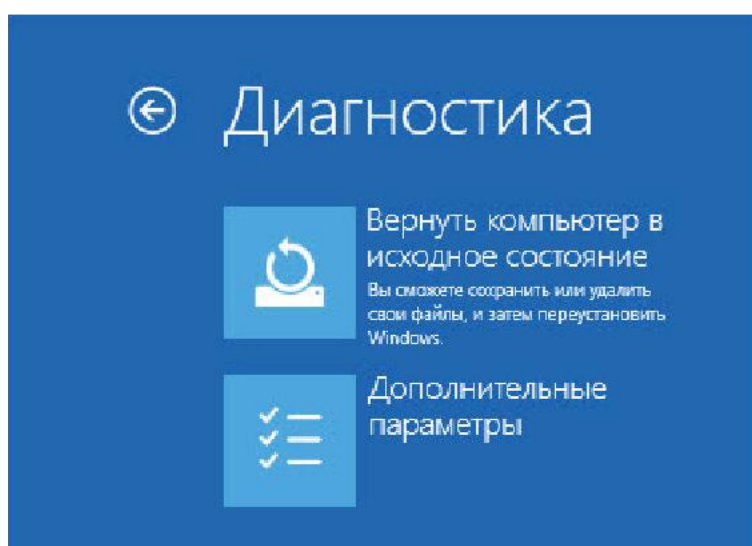 Диагностика
Вернуть компьютер в
исходное состояние
Вы сможете сохранить или удалить
свои файлы, и затем переустановить
Windows.
Дополнительные
параметры